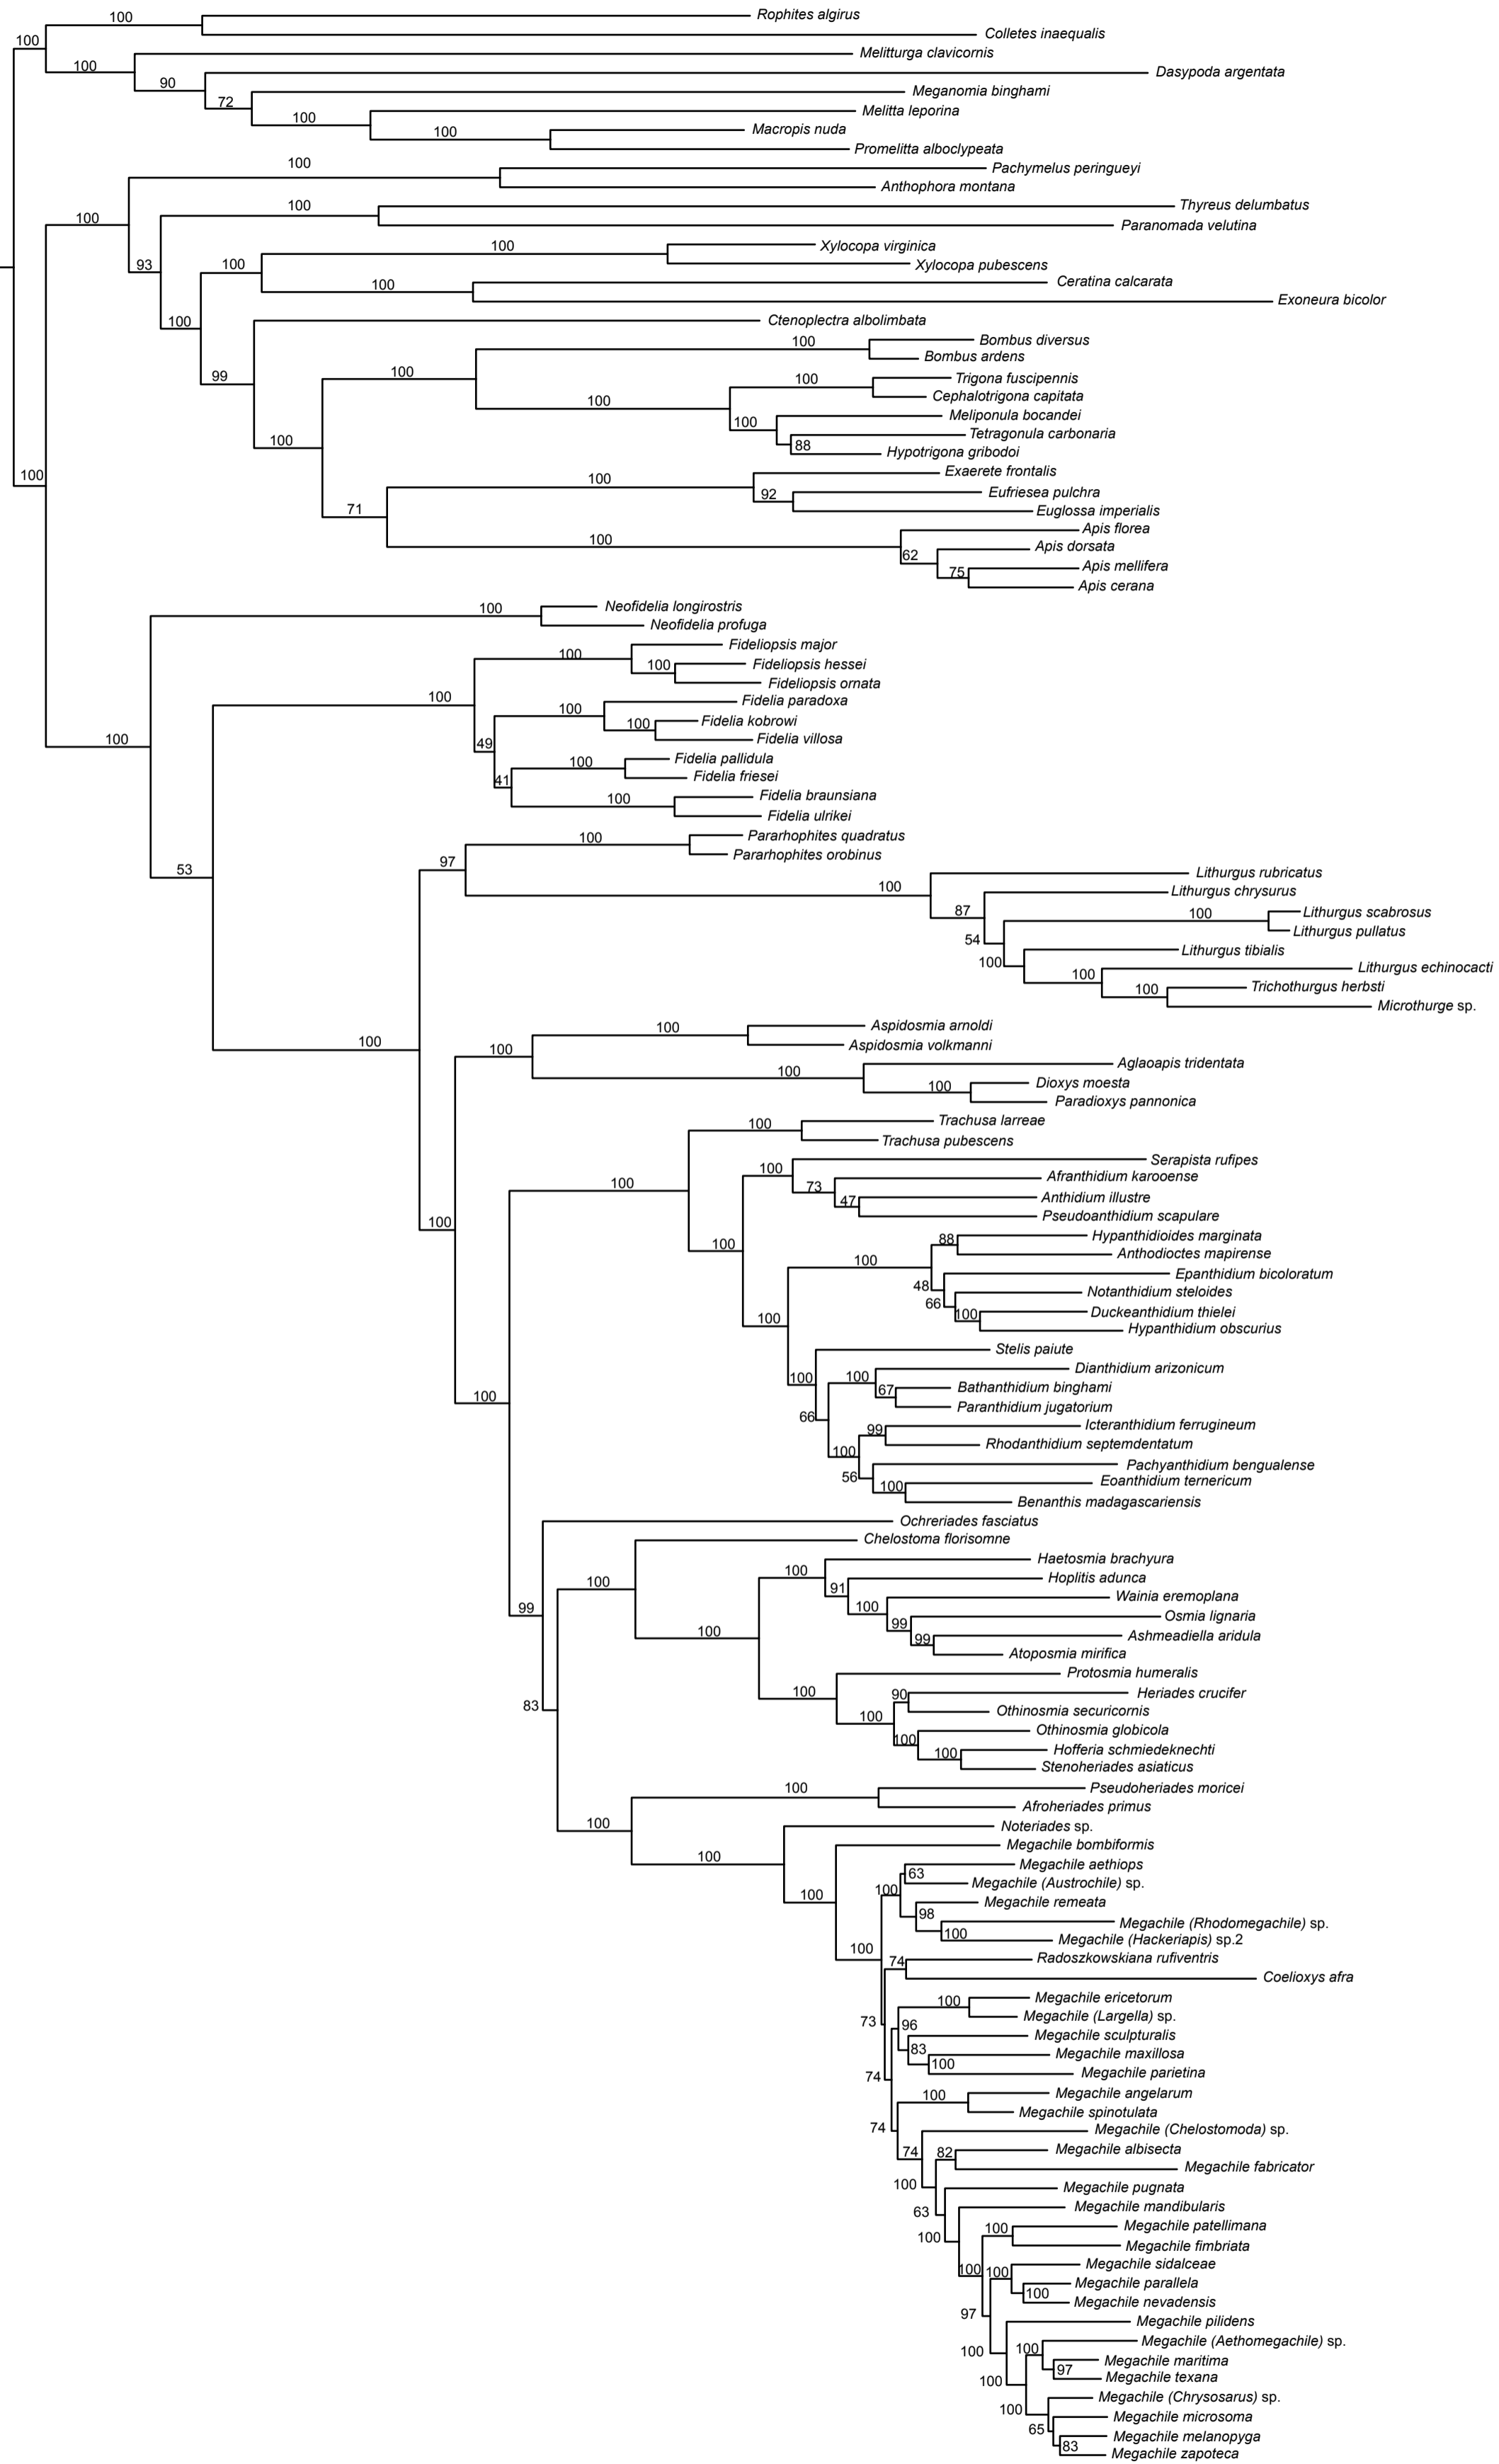 100
Rophites algirus
Colletes inaequalis
100
Melitturga clavicornis
100
Dasypoda argentata
90
Meganomia binghami
72
Melitta leporina
100
Macropis nuda
100
Promelitta alboclypeata
100
Pachymelus peringueyi
Anthophora montana
100
Thyreus delumbatus
100
Paranomada velutina
100
Xylocopa virginica
93
100
Xylocopa pubescens
Ceratina calcarata
100
Exoneura bicolor
100
Ctenoplectra albolimbata
100
Bombus diversus
Bombus ardens
99
100
100
Trigona fuscipennis
Cephalotrigona capitata
100
Meliponula bocandei
100
Tetragonula carbonaria
100
88
Hypotrigona gribodoi
100
Exaerete frontalis
100
92
Eufriesea pulchra
71
Euglossa imperialis
Apis florea
100
Apis dorsata
62
Apis mellifera
75
Apis cerana
100
Neofidelia longirostris
Neofidelia profuga
Fideliopsis major
100
Fideliopsis hessei
100
Fideliopsis ornata
100
Fidelia paradoxa
100
Fidelia kobrowi
100
Fidelia villosa
100
49
Fidelia pallidula
100
Fidelia friesei
41
Fidelia braunsiana
100
Fidelia ulrikei
Pararhophites quadratus
100
Pararhophites orobinus
97
53
Lithurgus rubricatus
100
Lithurgus chrysurus
87
Lithurgus scabrosus
100
Lithurgus pullatus
54
Lithurgus tibialis
100
Lithurgus echinocacti
100
Trichothurgus herbsti
100
Microthurge sp.
100
Aspidosmia arnoldi
100
Aspidosmia volkmanni
100
Aglaoapis tridentata
100
Dioxys moesta
100
Paradioxys pannonica
Trachusa larreae
100
Trachusa pubescens
Serapista rufipes
100
Afranthidium karooense
100
73
Anthidium illustre
47
Pseudoanthidium scapulare
100
Hypanthidioides marginata
100
88
Anthodioctes mapirense
100
Epanthidium bicoloratum
48
Notanthidium steloides
66
Duckeanthidium thielei
100
Hypanthidium obscurius
100
Stelis paiute
Dianthidium arizonicum
100
100
Bathanthidium binghami
67
100
Paranthidium jugatorium
66
Icteranthidium ferrugineum
99
Rhodanthidium septemdentatum
100
Pachyanthidium bengualense
56
Eoanthidium ternericum
100
Benanthis madagascariensis
Ochreriades fasciatus
Chelostoma florisomne
Haetosmia brachyura
100
Hoplitis adunca
100
91
Wainia eremoplana
99
100
Osmia lignaria
99
Ashmeadiella aridula
100
99
Atoposmia mirifica
Protosmia humeralis
100
Heriades crucifer
90
83
Othinosmia securicornis
100
Othinosmia globicola
100
Hofferia schmiedeknechti
100
Stenoheriades asiaticus
100
Pseudoheriades moricei
Afroheriades primus
100
Noteriades sp.
Megachile bombiformis
100
Megachile aethiops
63
Megachile (Austrochile) sp.
100
100
Megachile remeata
98
Megachile (Rhodomegachile) sp.
100
Megachile (Hackeriapis) sp.2
100
Radoszkowskiana rufiventris
74
Coelioxys afra
Megachile ericetorum
100
Megachile (Largella) sp.
73
96
Megachile sculpturalis
83
Megachile maxillosa
100
Megachile parietina
74
Megachile angelarum
100
Megachile spinotulata
74
Megachile (Chelostomoda) sp.
74
Megachile albisecta
82
Megachile fabricator
100
Megachile pugnata
63
Megachile mandibularis
Megachile patellimana
100
100
Megachile fimbriata
Megachile sidalceae
100
100
Megachile parallela
100
Megachile nevadensis
97
Megachile pilidens
Megachile (Aethomegachile) sp.
100
100
Megachile maritima
97
Megachile texana
100
Megachile (Chrysosarus) sp.
100
Megachile microsoma
65
Megachile melanopyga
83
Megachile zapoteca